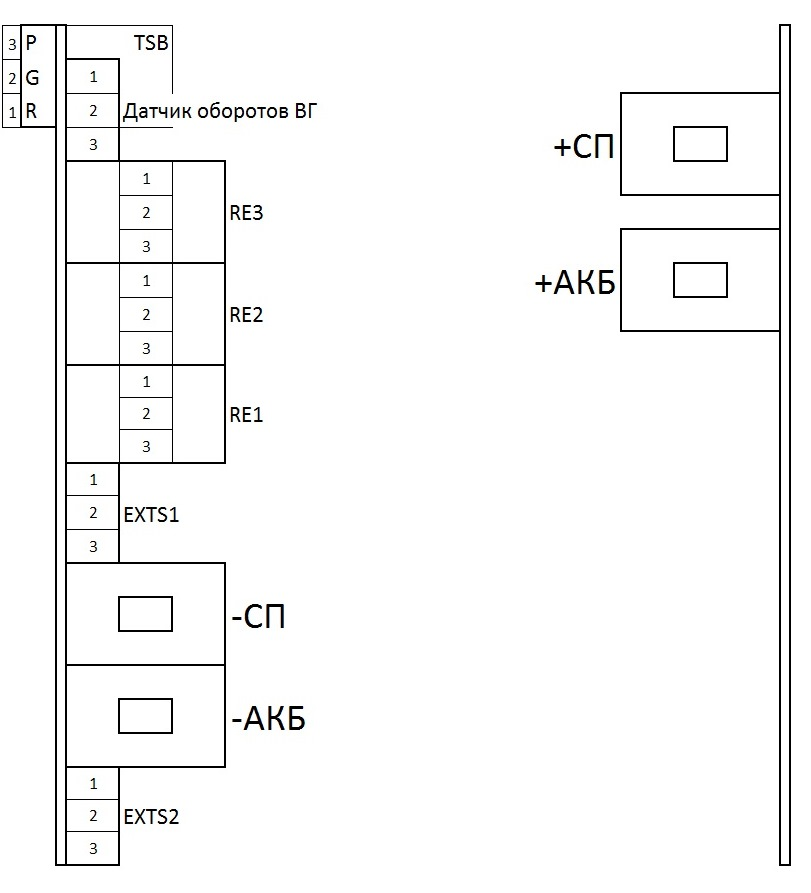 3 P TSB
2 G 1
1 R 2 Датчик оборотов ВГ
3
+СП
1
2 RE3
3
+АКБ
1
2 RE2
3
1
2 RE1
3
1
2 EXTS1
3
-СП
-АКБ
1
2 EXTS2
3